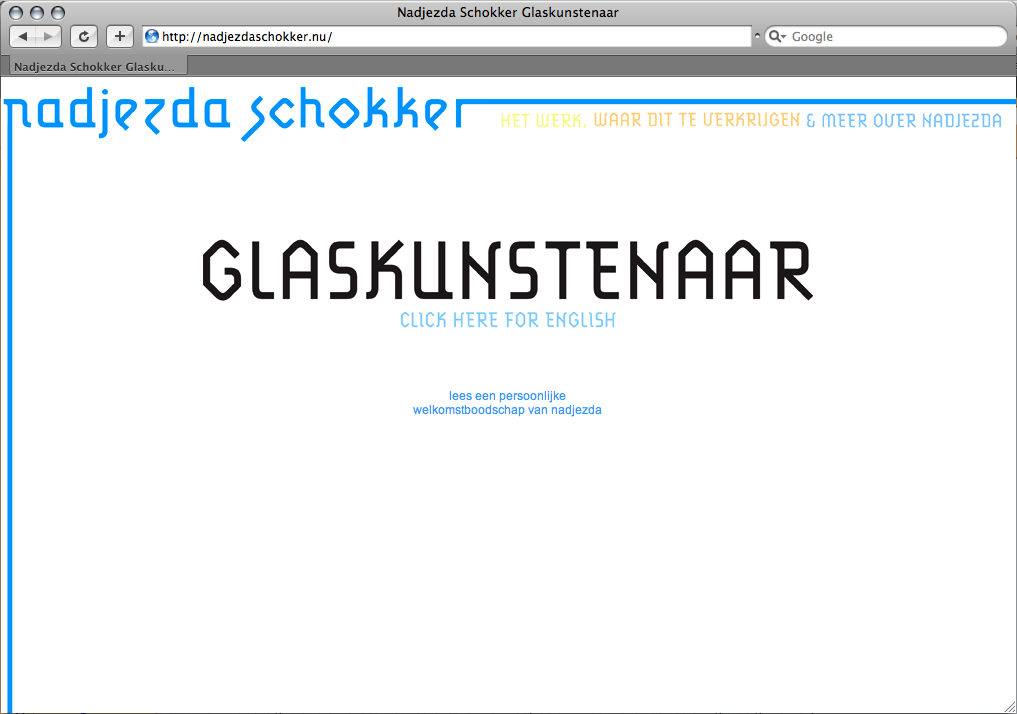 Nadjezda Schokker Glaskunstenaar
http://nadjezdaschokker.nu/
Google
Nadjezda Schokker Glasku...
nadjezda schokker
HET WERK, WAAR DIT TE VERKRIJGEN & MEER OVER NADJEZDA
GLASKUNSTENAAR
CLICK HERE FOR ENGLISH
lees een persoonlijke
welkomstboodschap van nadjezda